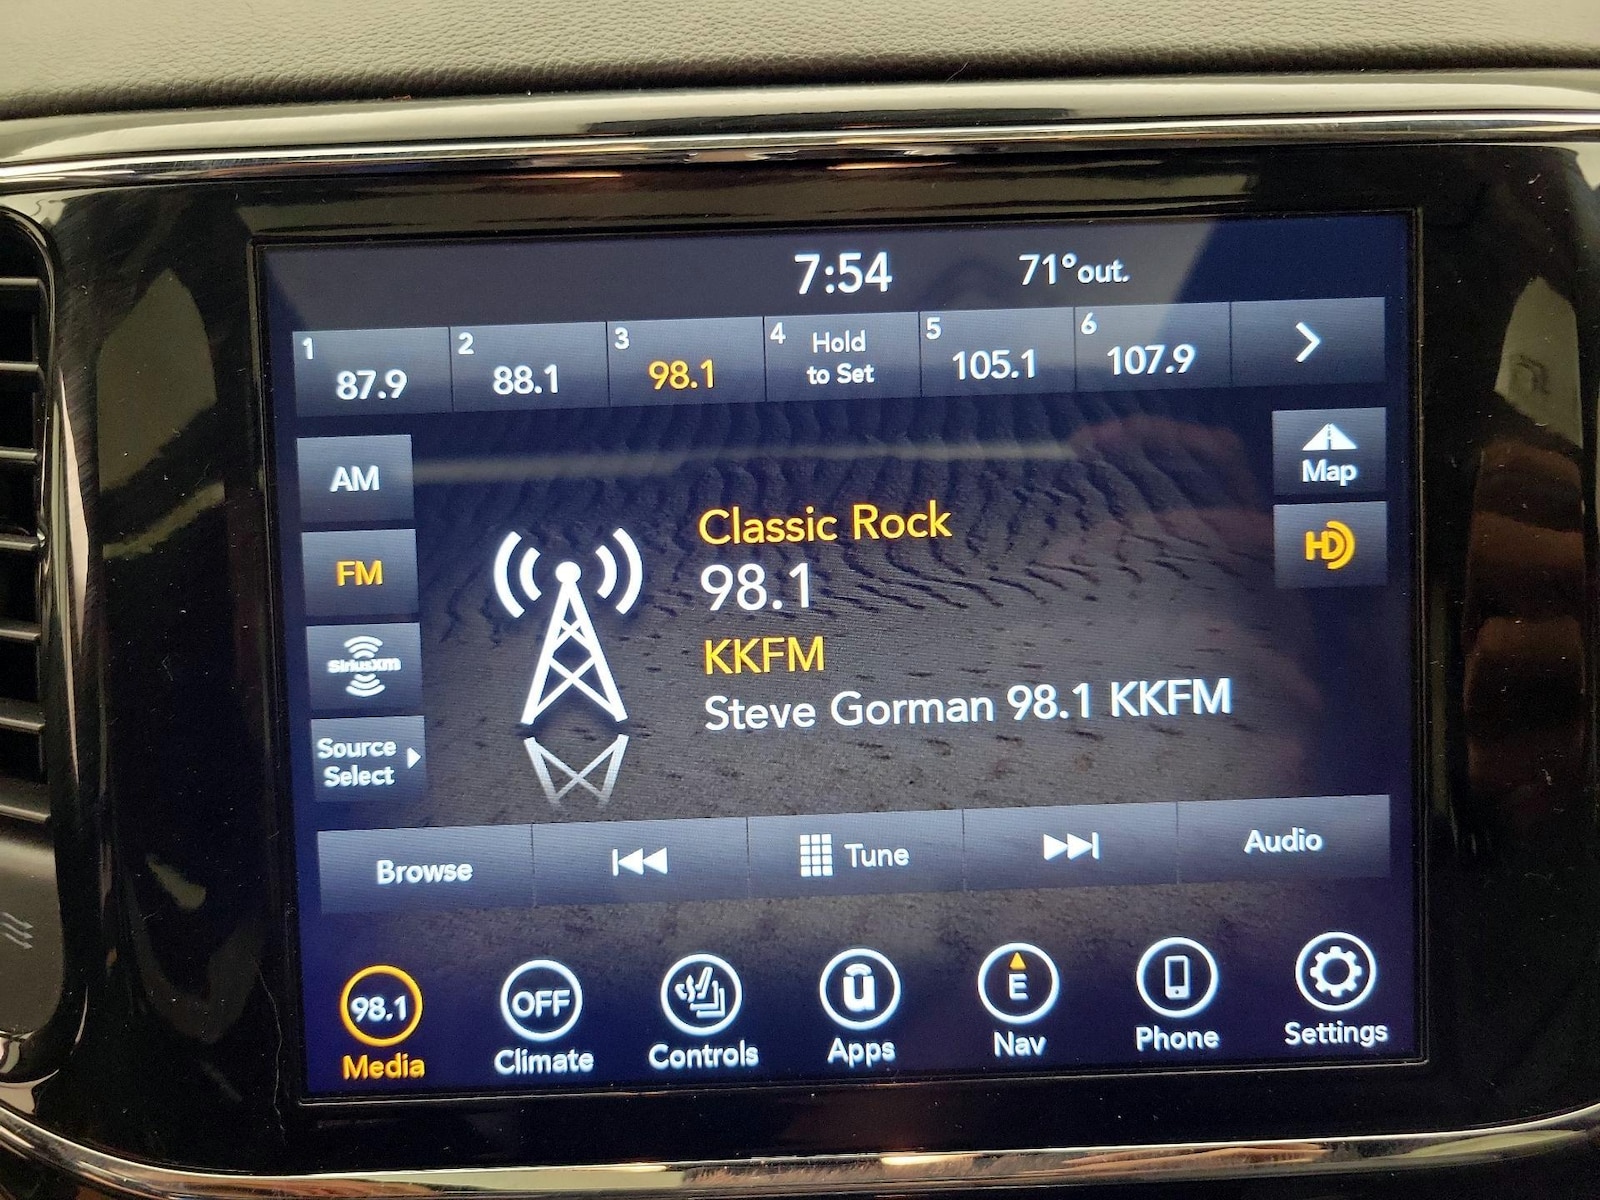 7:54 71°out.
1 87.9 2 88.1 3 98.1 4 Hold to Set 5 105.1 6 107.9
AM
FM
SiriusXM
Source
Select
Map
HD
Classic Rock
98.1
KKFM
Steve Gorman 98.1 KKFM
Browse Tune Audio
98.1 OFF E
Media Climate Controls Apps Nav Phone Settings